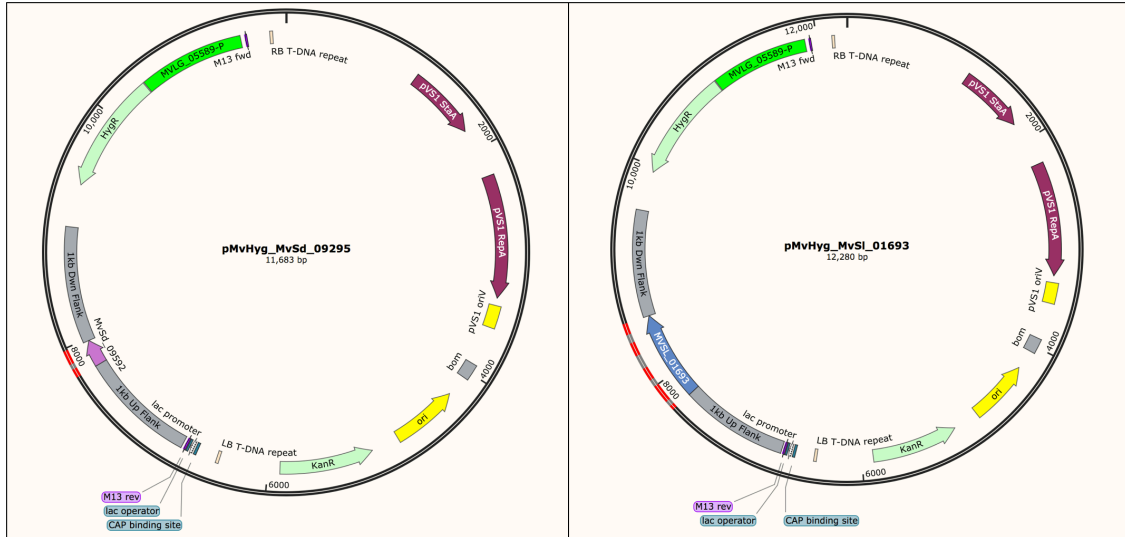 MVLG_05589-P
M13 fwd
RB T-DNA repeat
pVS1 StaA
2000
10,000
HygR
pVS1 RepA
pMvHyg_MvSd_09295
11,683 bp
1kb Dwn Flank
pVS1 oriV
MvSd_09592
8000
bom
4000
1kb Up Flank
lac promoter
ori
LB T-DNA repeat
KanR
6000
M13 rev
lac operator
CAP binding site
12,000
MVLG_05589-P
M13 fwd
RB T-DNA repeat
pVS1 StaA
2000
HygR
10,000
pVS1 RepA
pMvHyg_MvSl_01693
12,280 bp
1kb Dwn Flank
pVS1 oriV
MVSL_01693
bom
4000
8000
1kb Up Flank
lac promoter
ori
LB T-DNA repeat
KanR
6000
M13 rev
lac operator
CAP binding site